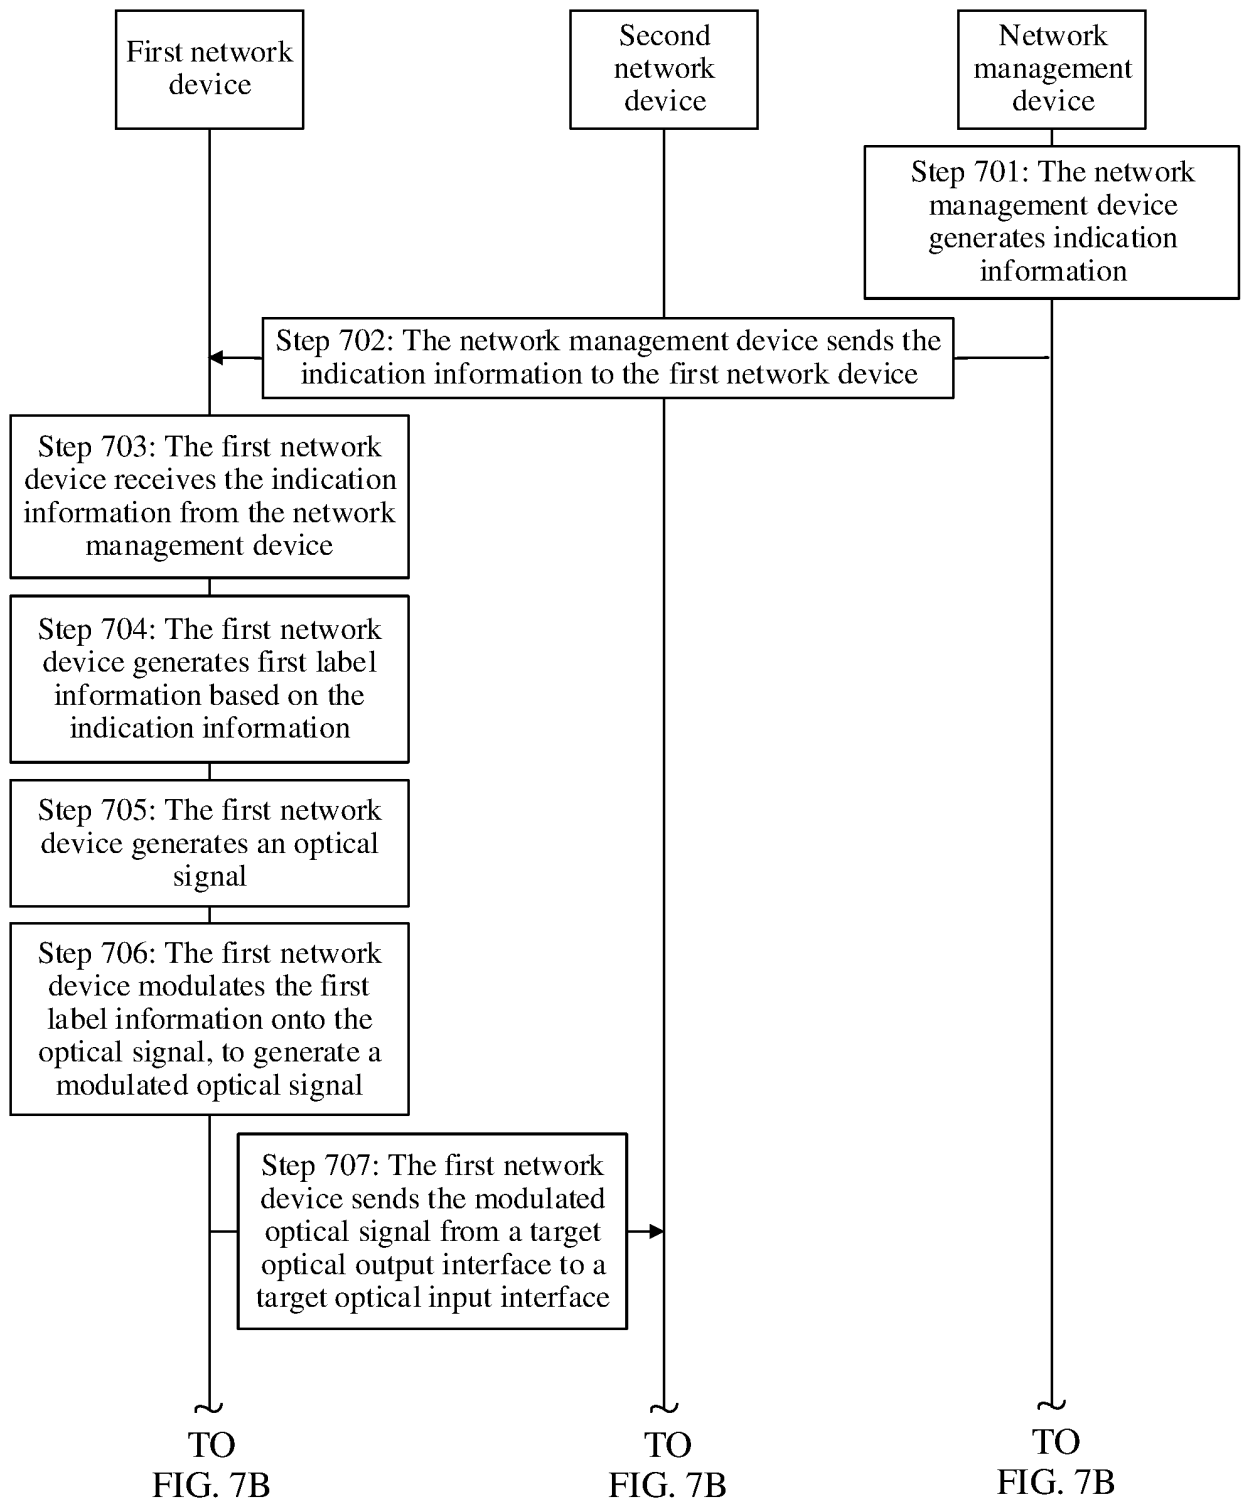 First network
device
Second
network
device
Network
management
device
Step 701: The network
management device
generates indication
information
Step 702: The network management device sends the
indication information to the first network device
Step 703: The first network
device receives the indication
information from the network
management device
Step 704: The first network
device generates first label
information based on the
indication information
Step 705: The first network
device generates an optical
signal
Step 706: The first network
device modulates the first
label information onto the
optical signal, to generate a
modulated optical signal
Step 707: The first network
device sends the modulated
optical signal from a target
optical output interface to a
target optical input interface
TO
FIG. 7B
TO
FIG. 7B
TO
FIG. 7B